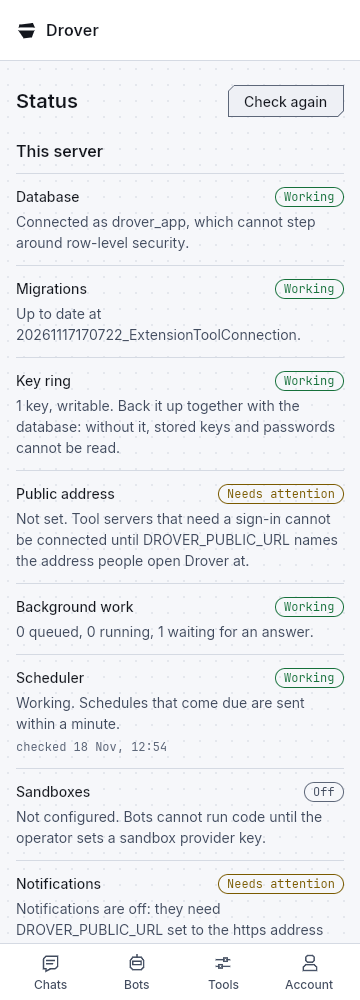 Drover
Status
Check again
This server
Database
Working
Connected as drover_app, which cannot step
around row-level security.
Migrations
Working
Up to date at
20261117170722_ExtensionToolConnection.
Key ring
Working
1 key, writable. Back it up together with the
database: without it, stored keys and passwords
cannot be read.
Public address
Needs attention
Not set. Tool servers that need a sign-in cannot
be connected until DROVER_PUBLIC_URL names
the address people open Drover at.
Background work
Working
0 queued, 0 running, 1 waiting for an answer.
Scheduler
Working
Working. Schedules that come due are sent
within a minute.
checked 18 Nov, 12:54
Sandboxes
Off
Not configured. Bots cannot run code until the
operator sets a sandbox provider key.
Notifications
Needs attention
Notifications are off: they need
DROVER_PUBLIC_URL set to the https address
Chats
Bots
Tools
Account